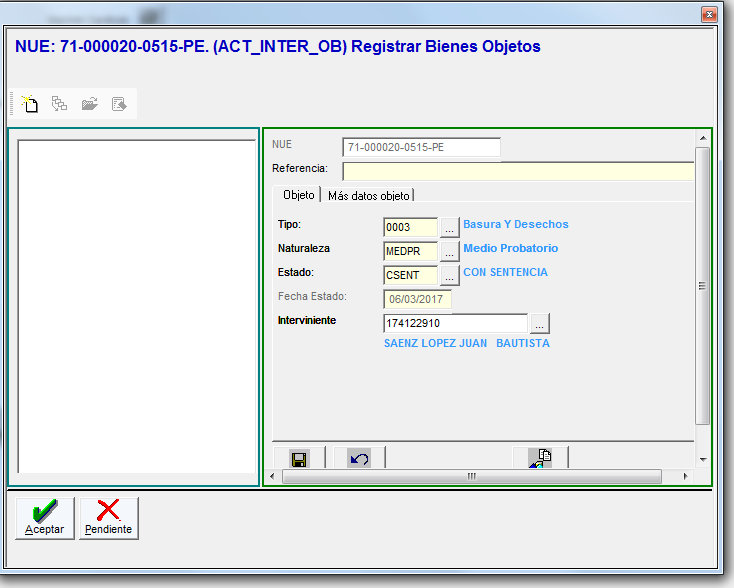 NUE: 71-000020-0515-PE. (ACT_INTER_OB) Registrar Bienes Objetos
NUE 71-000020-0515-PE
Referencia:
Objeto Más datos objeto
Tipo: 0003 ... Basura Y Desechos
Naturaleza MEDPR ... Medio Probatorio
Estado: CSENT ... CON SENTENCIA
Fecha Estado: 06/03/2017
Interviniente 174122910 ...
SAENZ LOPEZ JUAN BAUTISTA
Aceptar Pendiente